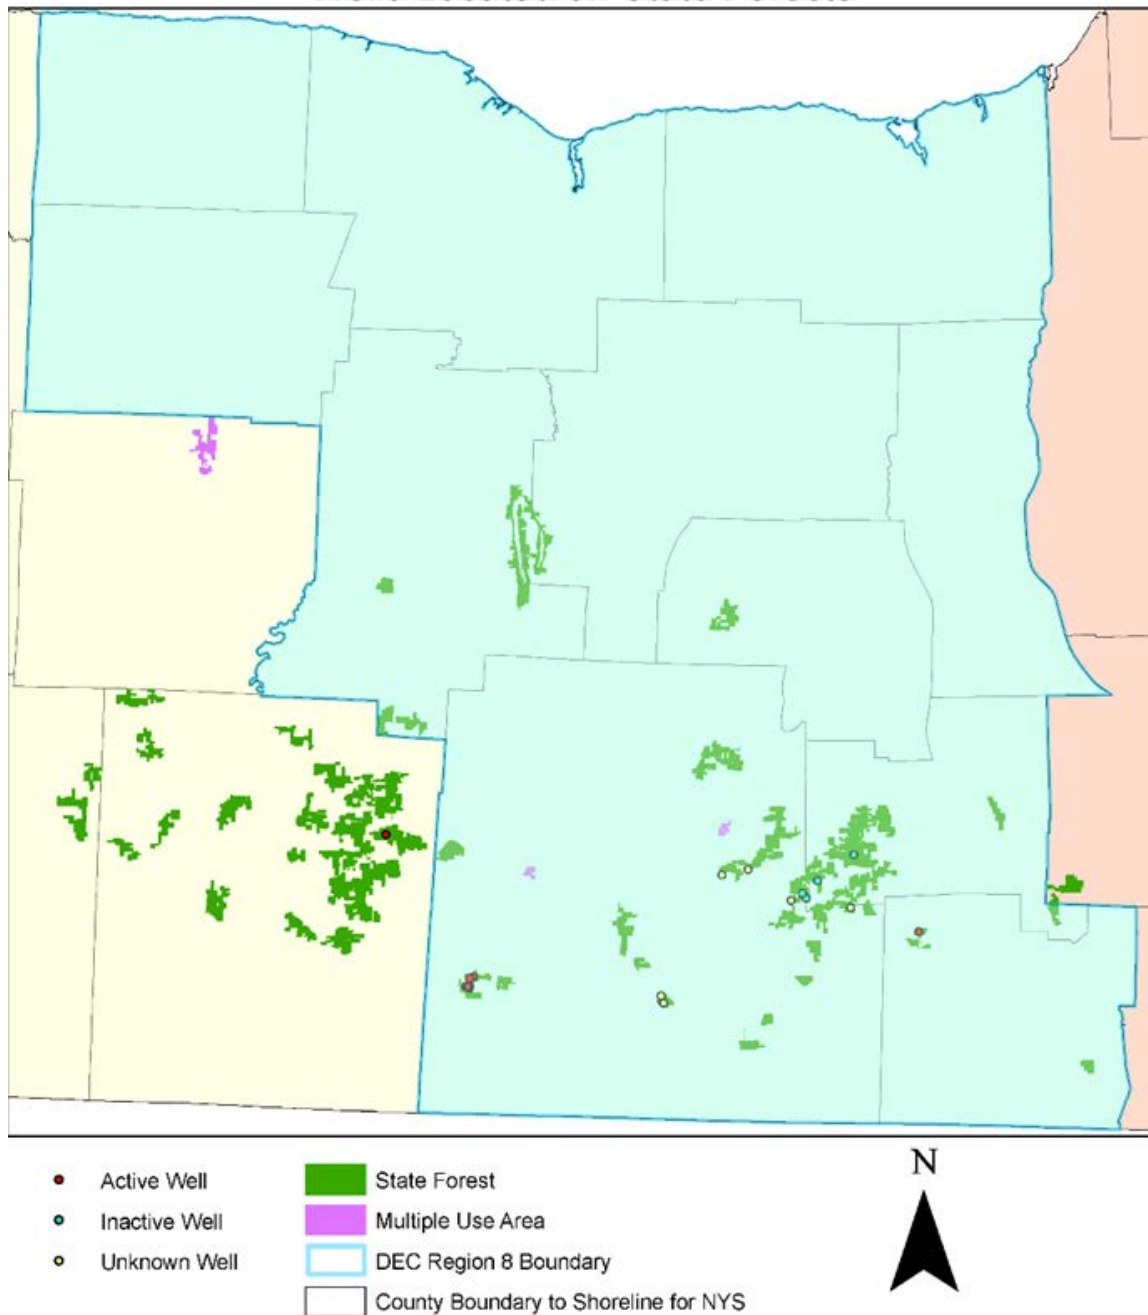 N
Active Well
State Forest
Inactive Well
Multiple Use Area
Unknown Well
DEC Region 8 Boundary
County Boundary to Shoreline for NYS